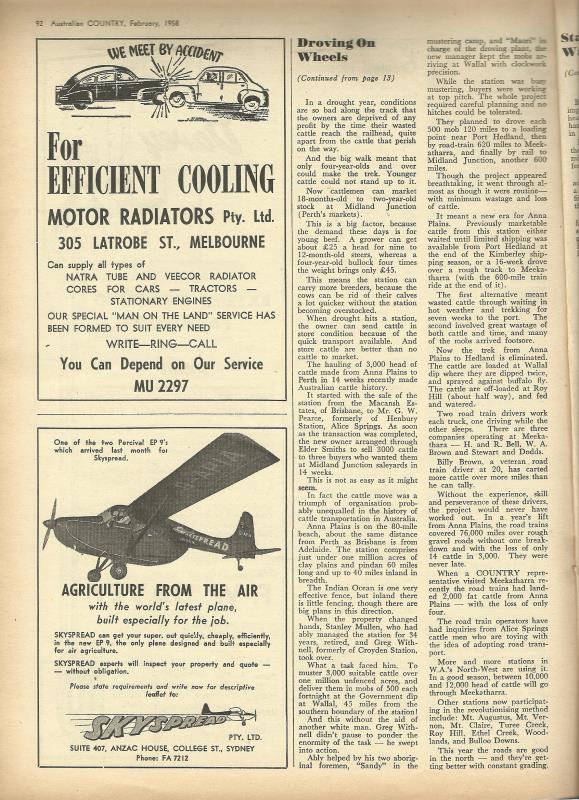 92 Australian COUNTRY, February, 1958
WE MEET BY ACCIDENT
For
EFFICIENT COOLING
MOTOR RADIATORS Pty. Ltd.
305 LATROBE ST., MELBOURNE
Can supply all types of
NATRA TUBE AND VEECOR RADIATOR
CORES FOR CARS — TRACTORS —
STATIONARY ENGINES
OUR SPECIAL "MAN ON THE LAND" SERVICE HAS
BEEN FORMED TO SUIT EVERY NEED
WRITE—RING—CALL
You Can Depend on Our Service
MU 2297
One of the two Percival EP 9's
which arrived last month for
Skyspread.
SKYSPREAD
AGRICULTURE FROM THE AIR
with the world's latest plane,
built especially for the job.
SKYSPREAD can get your super. out quickly, cheaply, efficiently,
in the new EP 9, the only plane designed and built especially
for air agriculture.
SKYSPREAD experts will inspect your property and quote —
— without obligation.
Please state requirements and write now for descriptive
leaflet to:
SKYSPREAD
PTY. LTD.
SUITE 407, ANZAC HOUSE, COLLEGE ST., SYDNEY
Phone: FA 7212
Droving On
Wheels
(Continued from page 13)
In a drought year, conditions
are so bad along the track that
the owners are deprived of any
profit by the time their wasted
cattle reach the railhead, quite
apart from the cattle that perish
on the way.
And the big walk meant that
only four-year-olds and over
could make the trek. Younger
cattle could not stand up to it.
Now cattlemen can market
18-months-old to two-year-old
stock at Midland Junction
(Perth's markets).
This is a big factor, because
the demand these days is for
young beef. A grower can get
about £25 a head for nine to
12-month-old steers, whereas a
four-year-old bullock four times
the weight brings only £45.
This means the station can
carry more breeders, because the
cows can be rid of their calves
a lot quicker without the station
becoming overstocked.
When drought hits a station,
the owner can send cattle in
store condition because of the
quick transport available. And
store cattle are better than no
cattle to market.
The hauling of 3,000 head of
cattle made from Anna Plains to
Perth in 14 weeks recently made
Australian cattle history.
It started with the sale of the
station from the Macansh Es-
tates, of Brisbane, to Mr. G. W.
Pearce, formerly of Henbury
Station, Alice Springs. As soon
as the transaction was completed,
the new owner arranged through
Elder Smiths to sell 3000 cattle
to three buyers who wanted them
at Midland Junction saleyards in
14 weeks.
This is not as easy as it might
seem.
In fact the cattle move was a
triumph of organisation prob-
ably unequalled in the history of
cattle transportation in Australia.
Anna Plains is on the 80-mile
beach, about the same distance
from Perth as Brisbane is from
Adelaide. The station comprises
just under one million acres of
clay plains and pindan 60 miles
long and up to 40 miles inland in
breadth.
The Indian Ocean is one very
effective fence, but inland there
is little fencing, though there are
big plans in this direction.
When the property changed
hands, Stanley Mullen, who had
ably managed the station for 34
years, retired, and Greg With-
nell, formerly of Croyden Station,
took over.
What a task faced him. To
muster 3,000 suitable cattle over
one million unfenced acres, and
deliver them in mobs of 500 each
fortnight at the Government dip
at Wallal, 45 miles from the
southern boundary of the station!
And this without the aid of
another white man. Greg With-
nell didn't pause to ponder the
enormity of the task — he swept
into action.
Ably helped by his two aborig-
inal foremen, "Sandy" in the
mustering camp, and "Maori" in
charge of the droving plant, the
new manager kept the mobs ar-
riving at Wallal with clockwork
precision.
While the station was busy
mustering, buyers were working
at top pitch. The whole project
required careful planning and no
hitches could be tolerated.
They planned to drove each
500 mob 120 miles to a loading
point near Port Hedland, then
by road-train 620 miles to Meek-
atharra, and finally by rail to
Midland Junction, another 600
miles.
Though the project appeared
breathtaking, it went through al-
most as though it were routine—
with minimum wastage and loss
of cattle.
It meant a new era for Anna
Plains. Previously marketable
cattle from this station either
waited until limited shipping was
available from Port Hedland at
the end of the Kimberley ship-
ping season, or a 16-week drove
over a rough track to Meeka-
tharra (with the 600-mile train
ride at the end of it).
The first alternative meant
wasted cattle through waiting in
hot weather and trekking for
seven weeks to the port. The
second involved great wastage of
both cattle and time, and many
of the mobs arrived footsore.
Now the trek from Anna
Plains to Hedland is eliminated.
The cattle are loaded at Wallal
dip where they are dipped twice,
and sprayed against buffalo fly.
The cattle are off-loaded at Roy
Hill (about half way), and fed
and watered.
Two road train drivers work
each truck, one driving while the
other sleeps. There are three
companies operating at Meeka-
tharra — H. and R. Bell, W. A.
Brown and Stewart and Dodds.
Billy Brown, a veteran road
train driver at 20, has carted
more cattle over more miles than
he can tally.
Without the experience, skill
and perseverance of these drivers,
the project would never have
worked out. In a year's lift
from Anna Plains, the road trains
covered 76,000 miles over rough
gravel roads without one break-
down and with the loss of only
14 cattle in 3,000. They were
never late.
When a COUNTRY repre-
sentative visited Meekatharra re-
cently the road trains had land-
ed 2,000 fat cattle from Anna
Plains — with the loss of only
four.
The road train operators have
had inquiries from Alice Springs
cattle men who are toying with
the idea of adopting road trans-
port.
More and more stations in
W.A.'s North-West are using it.
In a good season, between 10,000
and 12,000 head of cattle will go
through Meekatharra.
Other stations now participat-
ing in the revolutionising method
include: Mt. Augustus, Mt. Ver-
non, Mt. Claire, Turee Creek,
Roy Hill, Ethel Creek, Wood-
lands, and Bulloo Downs.
This year the roads are good
in the north — and they're get-
ting better with constant grading.